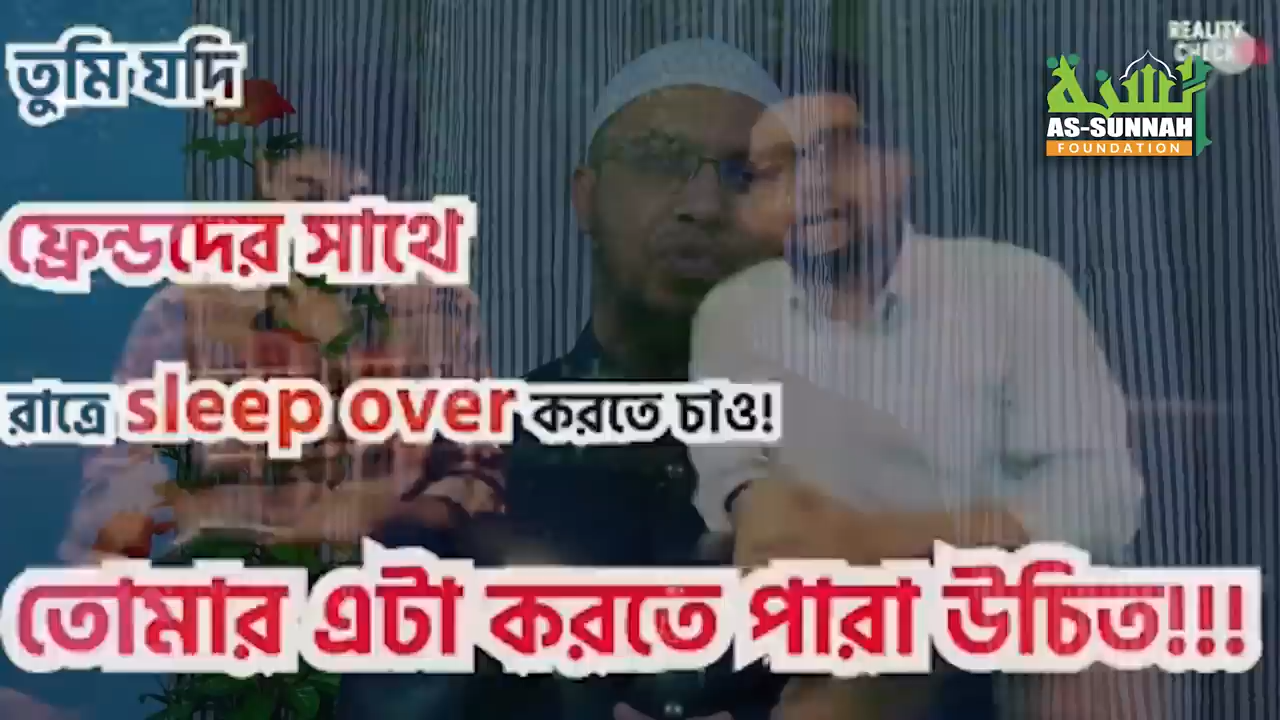 তুমি যদি
REALITY
CHECK
AS-SUNNAH
FOUNDATION
ফ্রেন্ডদের সাথে
রাত্রে sleep over করতে চাও!
তোমার এটা করতে পারা উচিত!!!